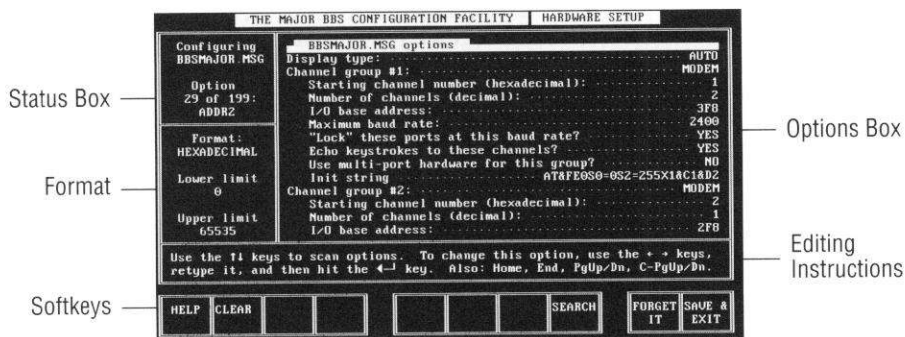 THE MAJOR BBS CONFIGURATION FACILITY HARDWARE SETUP
Status Box
Configuring
BBSMAJOR.MSG
Option
29 of 199:
ADDR2
Format
Format:
HEXADECIMAL
Lower limit
0
Upper limit
65535
BBSMAJOR.MSG options
Display type: AUTO
Channel group #1: MODEM
Starting channel number (hexadecimal): 1
Number of channels (decimal): 2
I/O base address: 3F8
Maximum baud rate: 2400
"Lock" these ports at this baud rate? YES
Echo keystrokes to these channels? YES
Use multi-port hardware for this group? NO
Init string AT&FE0S0=0S2=255X1&C1&D2
Channel group #2: MODEM
Starting channel number (hexadecimal): 2
Number of channels (decimal): 1
I/O base address: 2F8
Options Box
Use the ↑↓ keys to scan options. To change this option, use the ← → keys,
retype it, and then hit the ◄┘ key. Also: Home, End, PgUp/Dn, C-PgUp/Dn.
Editing
Instructions
Softkeys
HELP CLEAR SEARCH FORGET IT SAVE & EXIT